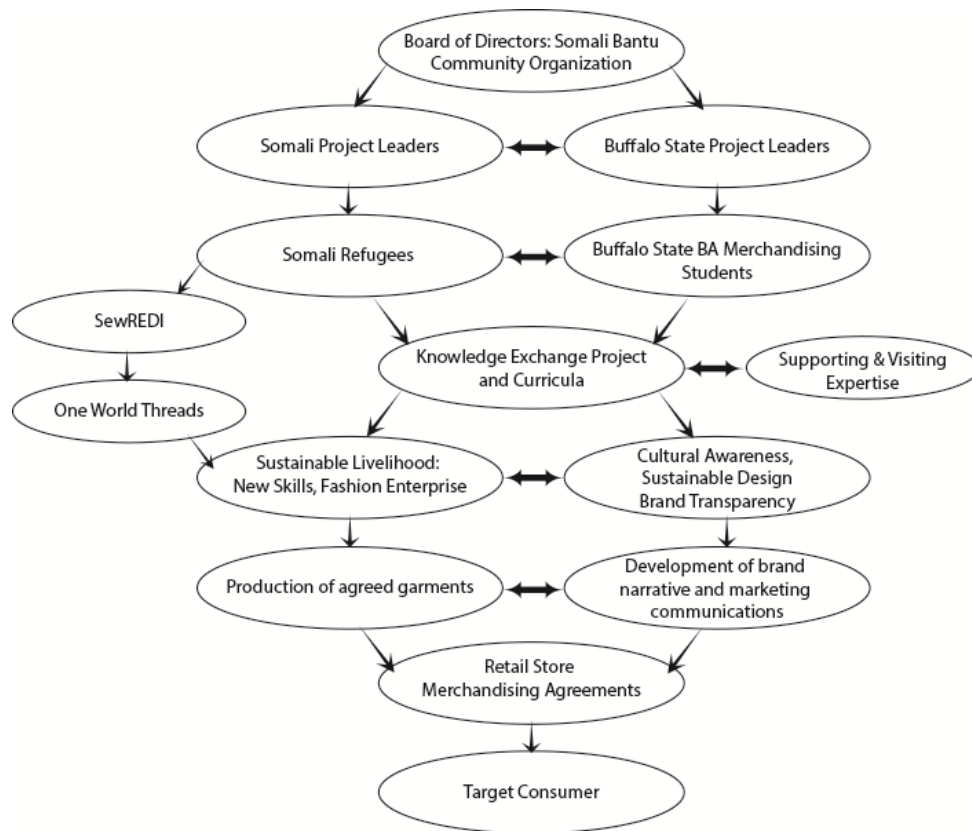 Board of Directors: Somali Bantu
Community Organization
Somali Project Leaders
Buffalo State Project Leaders
Somali Refugees
Buffalo State BA Merchandising
Students
SewREDI
Knowledge Exchange Project
and Curricula
Supporting & Visiting
Expertise
One World Threads
Sustainable Livelihood:
New Skills, Fashion Enterprise
Cultural Awareness,
Sustainable Design
Brand Transparency
Production of agreed garments
Development of brand
narrative and marketing
communications
Retail Store
Merchandising Agreements
Target Consumer